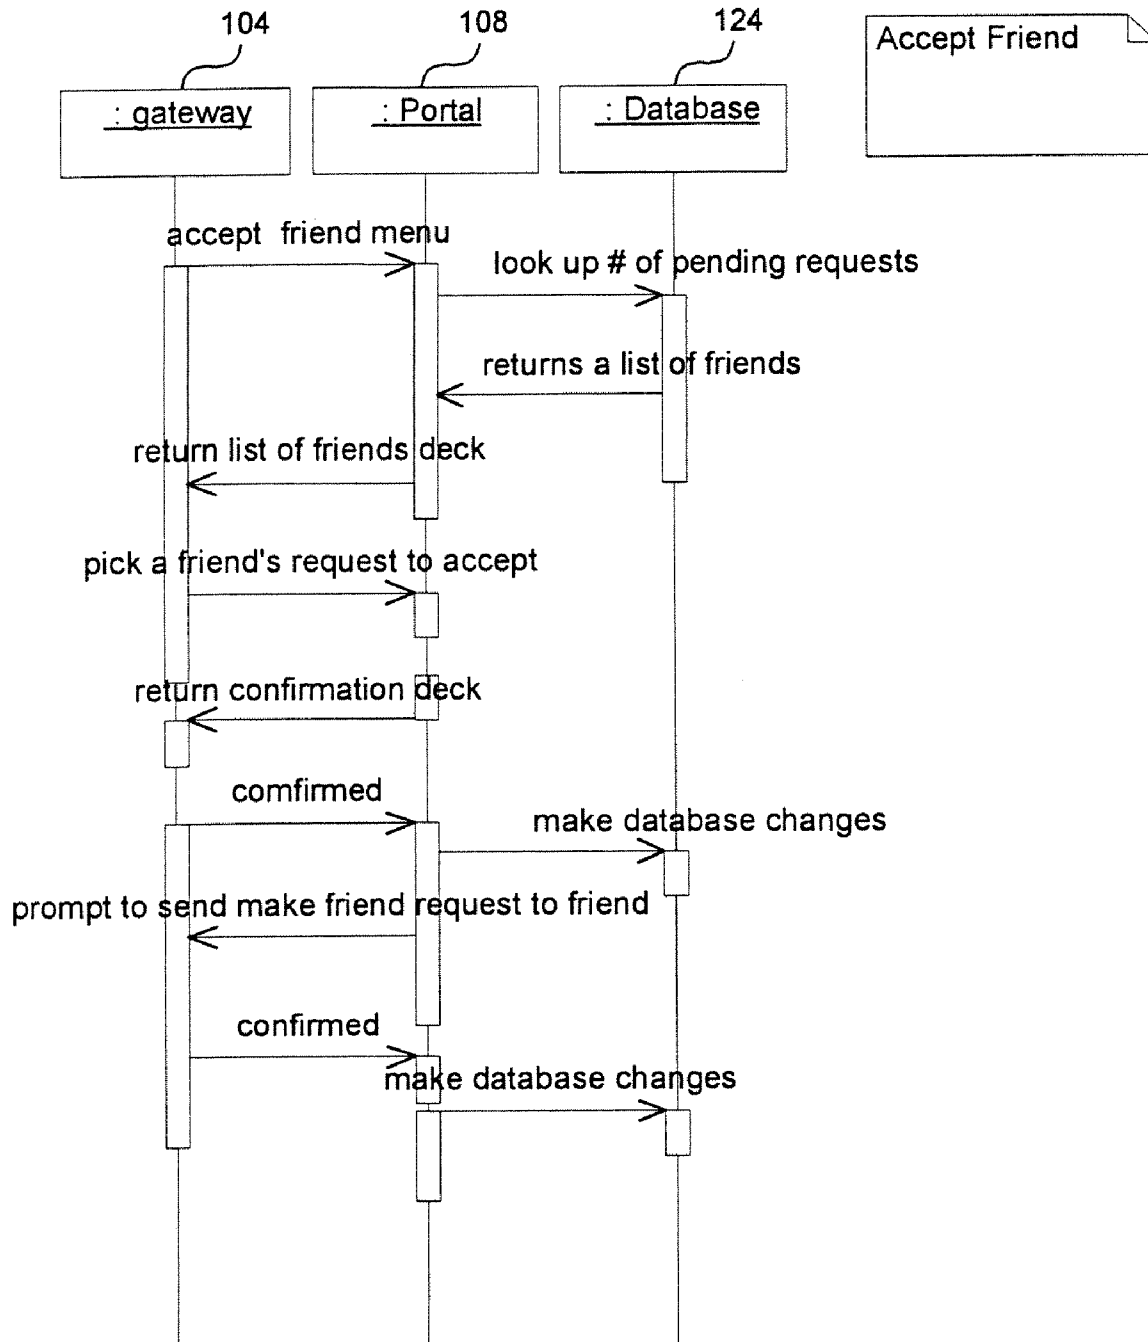 104
108
124
Accept Friend
: gateway
: Portal
: Database
accept friend menu
look up # of pending requests
returns a list of friends
return list of friends deck
pick a friend's request to accept
return confirmation deck
comfirmed
make database changes
prompt to send make friend request to friend
confirmed
make database changes